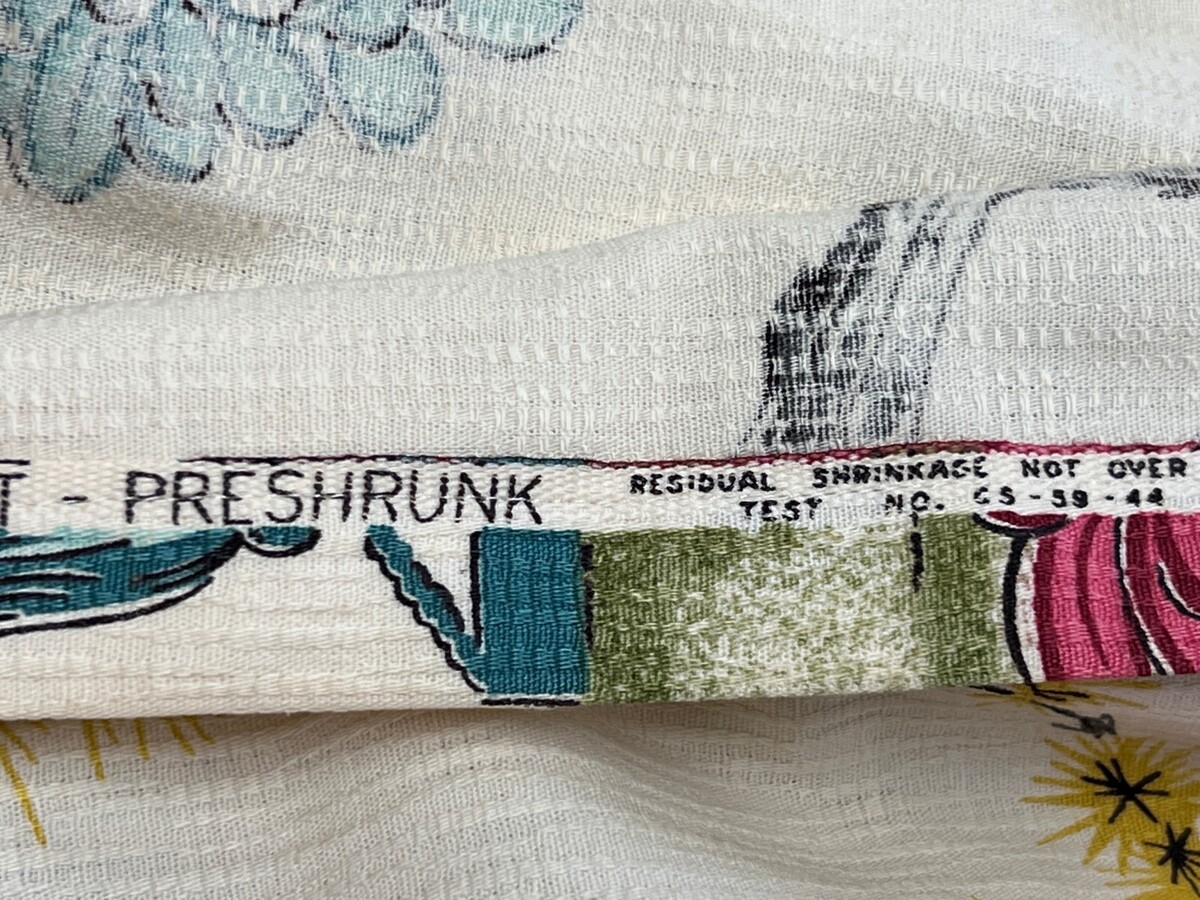 T - PRESHRUNK
RESIDUAL SHRINKAGE NOT OVER
TEST NO. CS-59-44